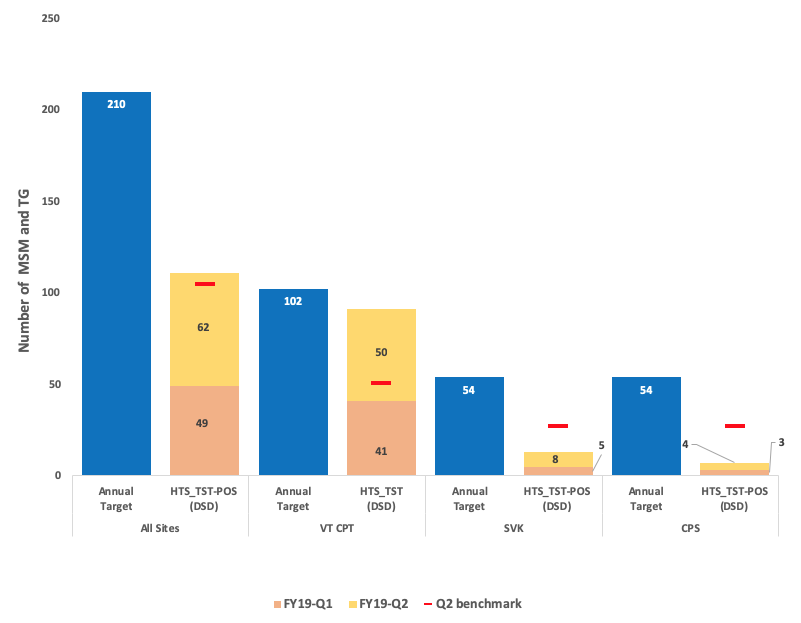 250
200
150
100
50
0
Number of MSM and TG
210
62
49
102
50
41
54
8
5
54
4
3
Annual
Target
HTS_TST-POS
(DSD)
Annual
Target
HTS_TST
(DSD)
Annual
Target
HTS_TST-POS
(DSD)
Annual
Target
HTS_TST-POS
(DSD)
All Sites
VT CPT
SVK
CPS
FY19-Q1
FY19-Q2
Q2 benchmark